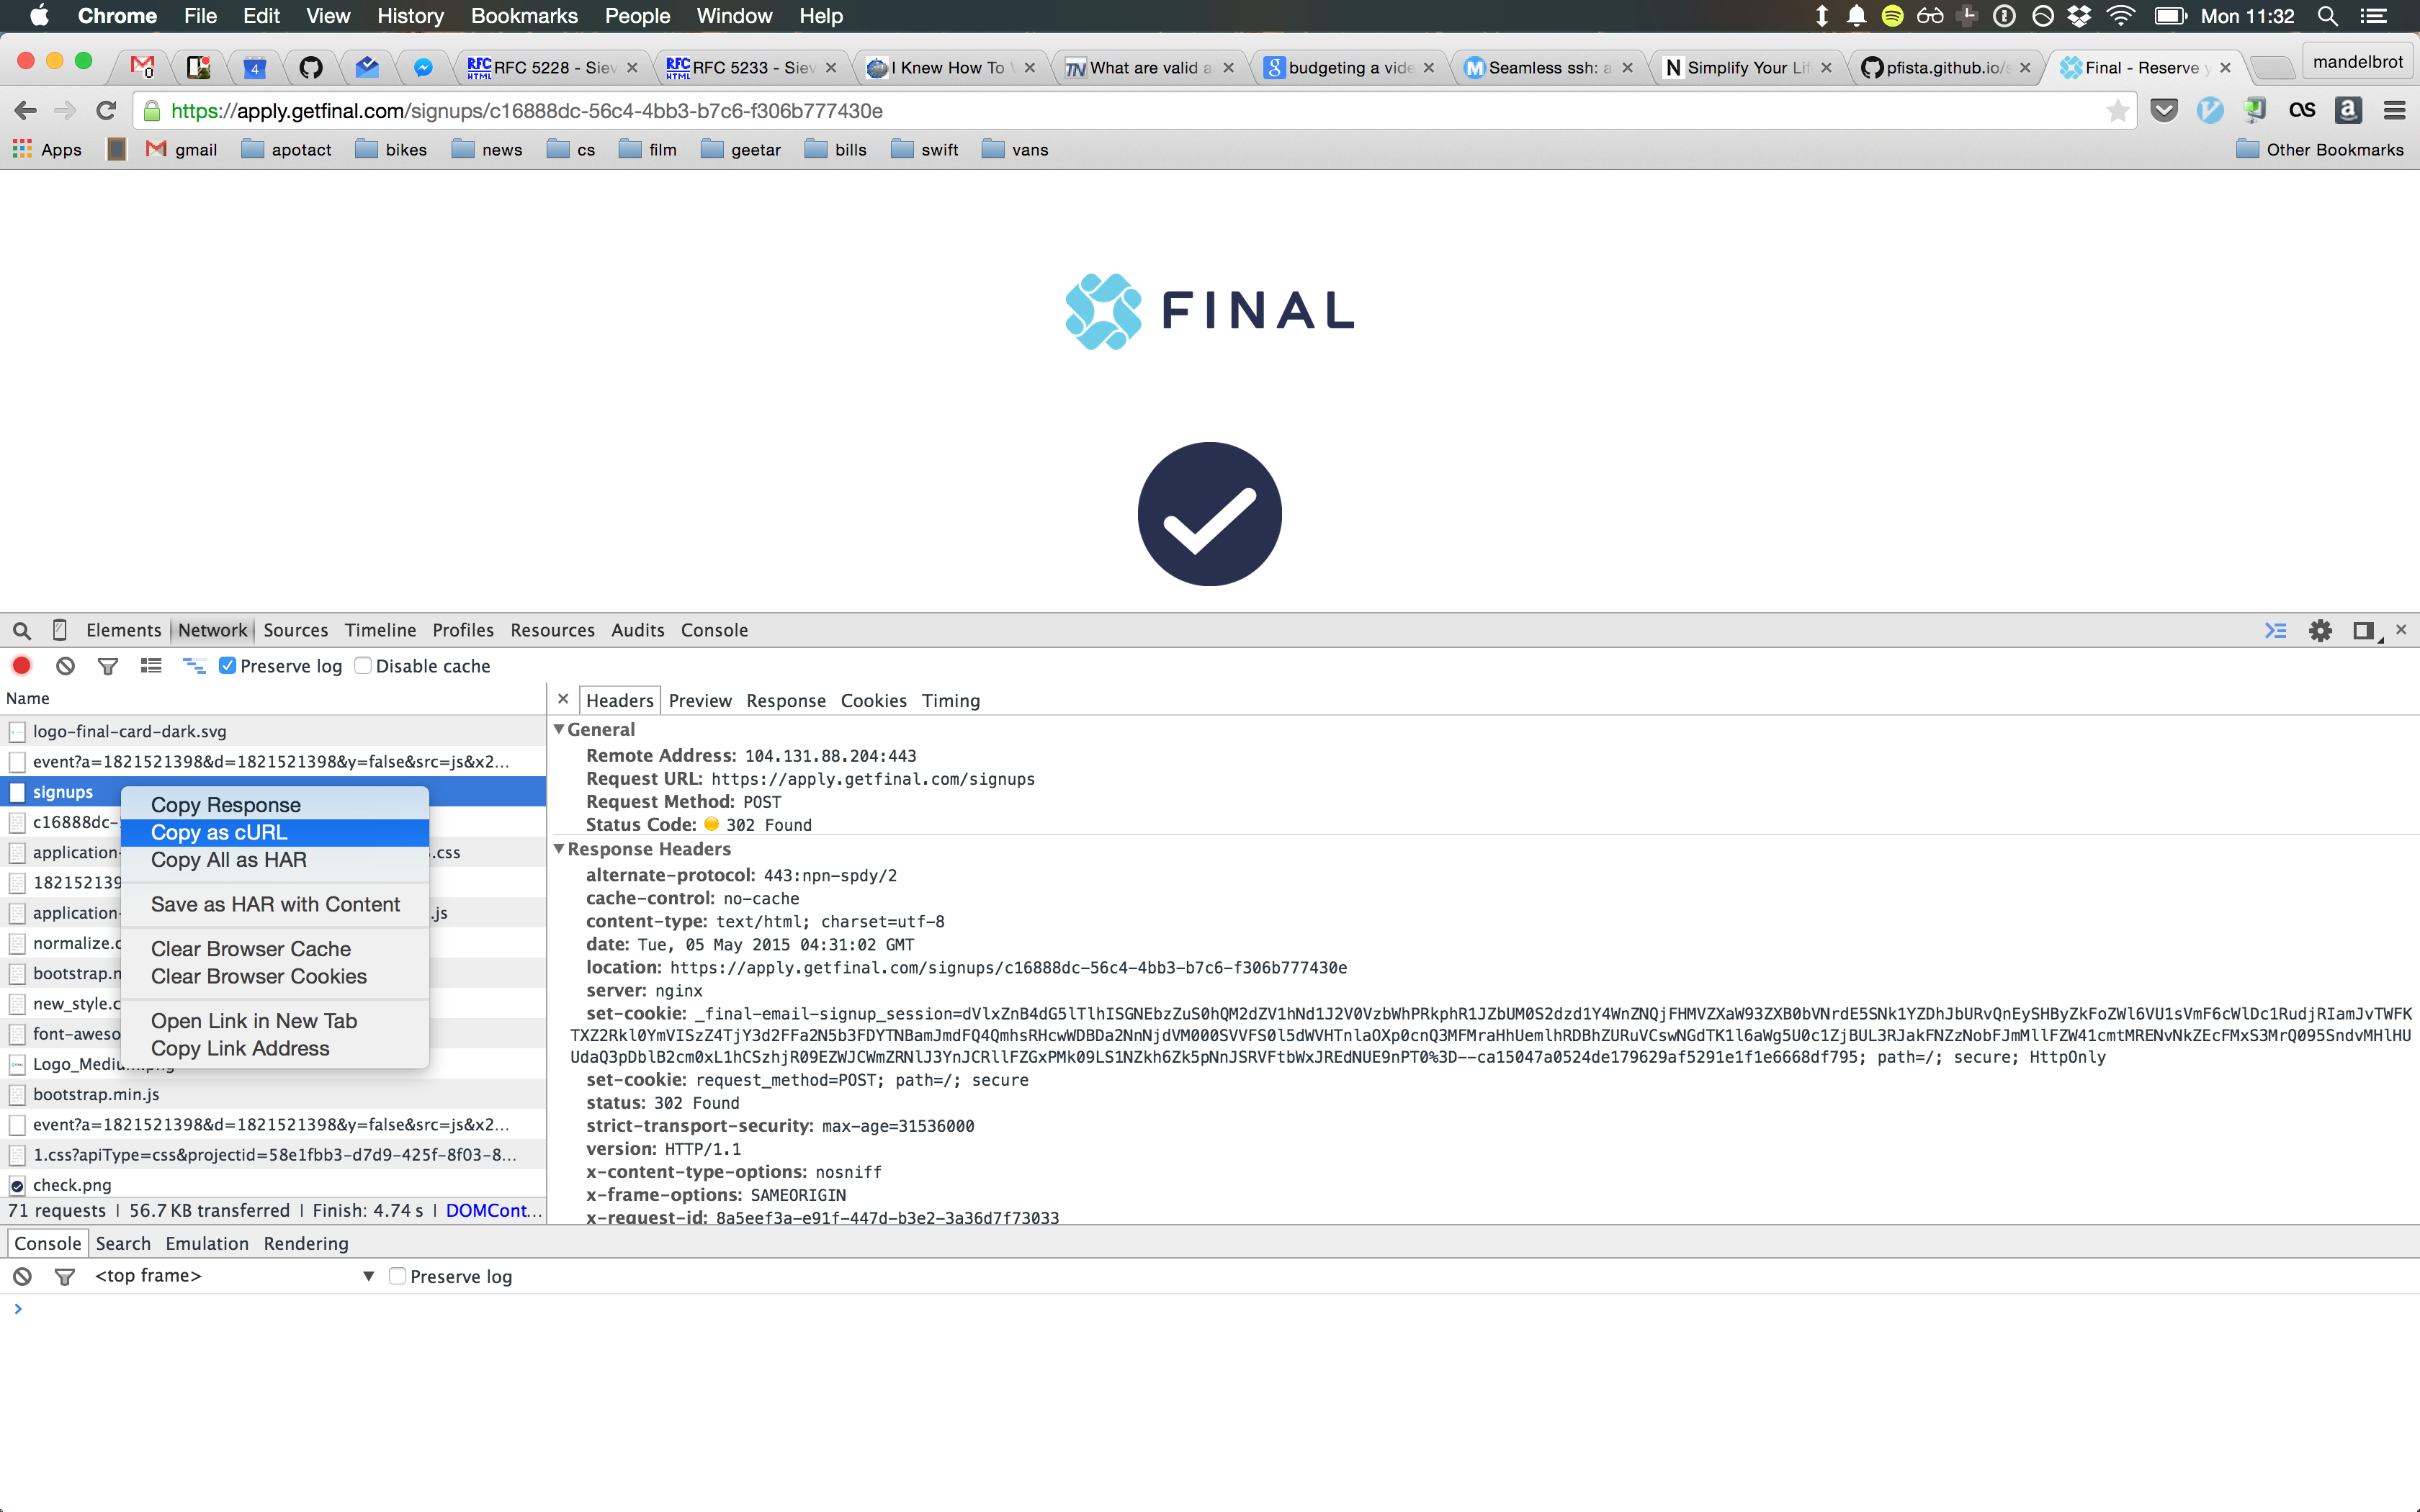 Chrome File Edit View History Bookmarks People Window Help Mon 11:32
0 4 RFC HTML RFC 5228 - Siev RFC HTML RFC 5233 - Siev I Knew How To TN What are valid a 8 budgeting a vide M Seamless ssh: a N Simplify Your Lif pfista.github.io/s Final - Reserve y mandelbrot
https://apply.getfinal.com/signups/c16888dc-56c4-4bb3-b7c6-f306b777430e
Apps gmail apotact bikes news cs film geetar bills swift vans Other Bookmarks
FINAL
Elements Network Sources Timeline Profiles Resources Audits Console
Preserve log Disable cache
Name
Headers Preview Response Cookies Timing
logo-final-card-dark.svg
event?a=1821521398&d=1821521398&y=false&src=js&x2...
signups
c16888dc-
application- .css
182152139
application- .js
normalize.c
bootstrap.m
new_style.c
font-aweso
Logo_Medium.png
bootstrap.min.js
event?a=1821521398&d=1821521398&y=false&src=js&x2...
1.css?apiType=css&projectid=58e1fbb3-d7d9-425f-8f03-8...
check.png
71 requests | 56.7 KB transferred | Finish: 4.74 s | DOMCont...
Copy Response
Copy as cURL
Copy All as HAR
Save as HAR with Content
Clear Browser Cache
Clear Browser Cookies
Open Link in New Tab
Copy Link Address
General
Remote Address: 104.131.88.204:443
Request URL: https://apply.getfinal.com/signups
Request Method: POST
Status Code: 302 Found
Response Headers
alternate-protocol: 443:npn-spdy/2
cache-control: no-cache
content-type: text/html; charset=utf-8
date: Tue, 05 May 2015 04:31:02 GMT
location: https://apply.getfinal.com/signups/c16888dc-56c4-4bb3-b7c6-f306b777430e
server: nginx
set-cookie: _final-email-signup_session=
path=/; secure; HttpOnly
set-cookie: request_method=POST; path=/; secure
status: 302 Found
strict-transport-security: max-age=31536000
version: HTTP/1.1
x-content-type-options: nosniff
x-frame-options: SAMEORIGIN
x-request-id: 8a5eef3a-e91f-447d-b3e2-3a36d7f73033
Console Search Emulation Rendering
<top frame> Preserve log